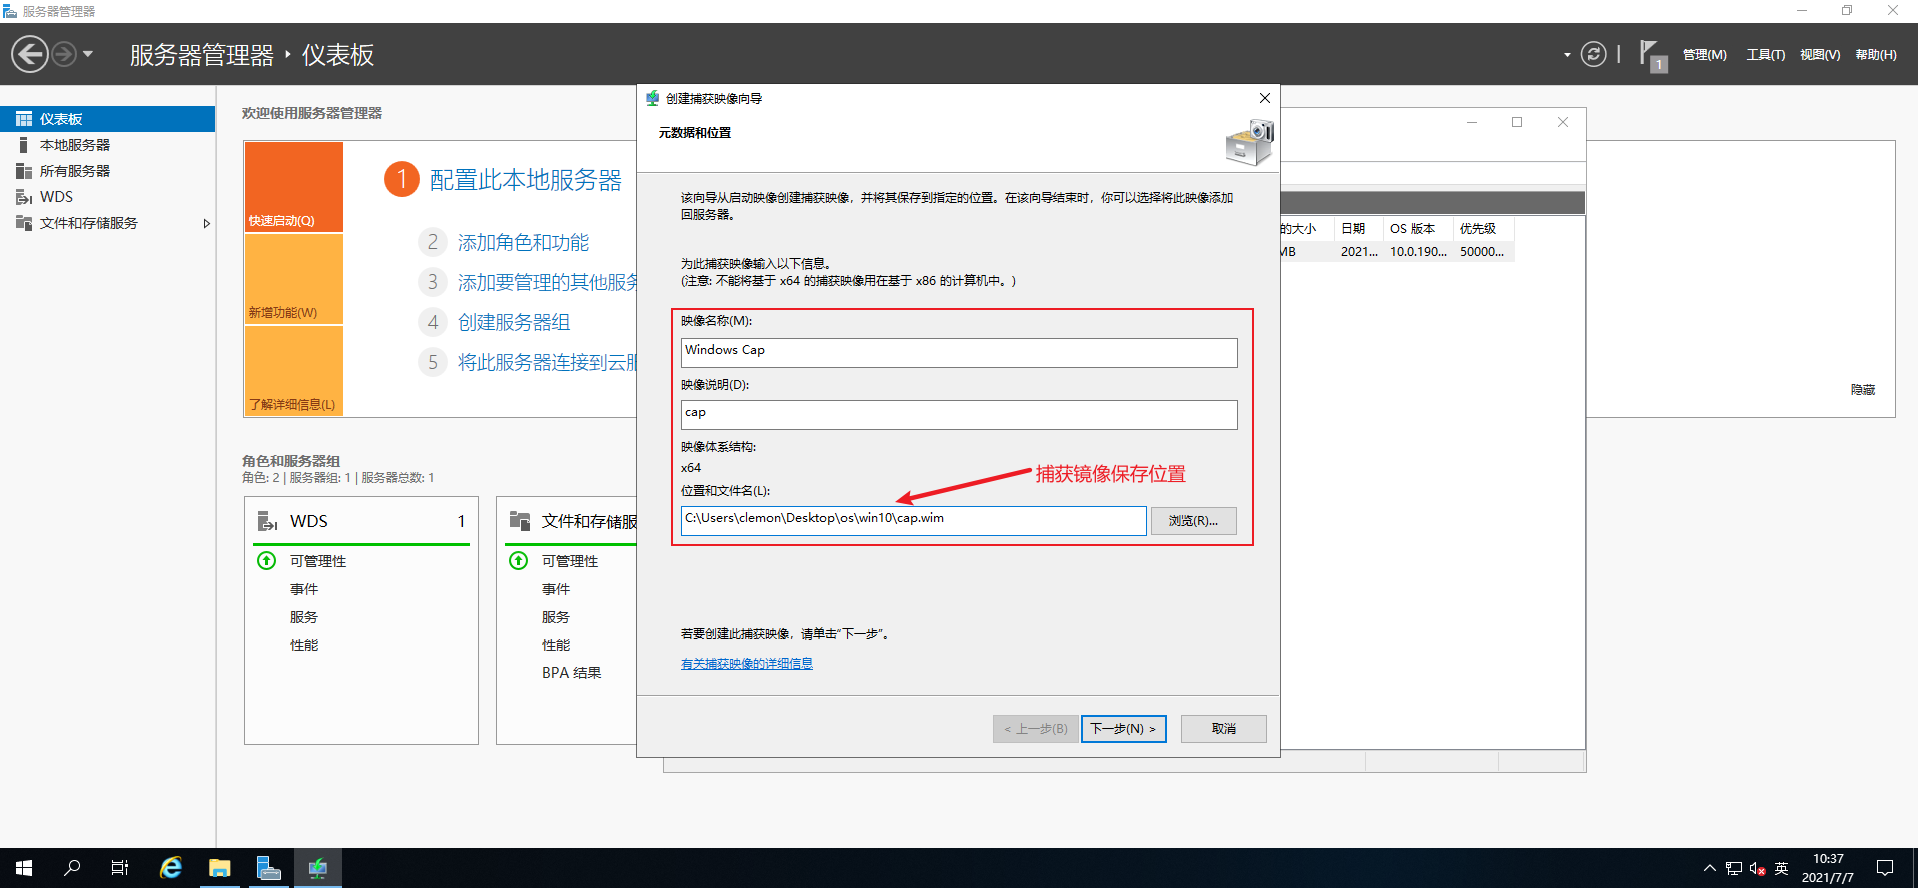 服务器管理器
服务器管理器 ‣ 仪表板
1
管理(M)
工具(T)
视图(V)
帮助(H)
仪表板
本地服务器
所有服务器
WDS
文件和存储服务
欢迎使用服务器管理器
快速启动(Q)
新增功能(W)
了解详细信息(L)
1 配置此本地服务器
2 添加角色和功能
3 添加要管理的其他服务
4 创建服务器组
5 将此服务器连接到云服
隐藏
角色和服务器组
角色: 2 | 服务器组: 1 | 服务器总数: 1
WDS 1
可管理性
事件
服务
性能
文件和存储服
可管理性
事件
服务
性能
BPA 结果
创建捕获映像向导
元数据和位置
该向导从启动映像创建捕获映像，并将其保存到指定的位置。在该向导结束时，你可以选择将此映像添加
回服务器。
为此捕获映像输入以下信息。
(注意: 不能将基于 x64 的捕获映像用在基于 x86 的计算机中。)
映像名称(M):
Windows Cap
映像说明(D):
cap
映像体系结构:
x64
捕获镜像保存位置
位置和文件名(L):
C:\Users\clemon\Desktop\os\win10\cap.wim
浏览(R)...
若要创建此捕获映像，请单击"下一步"。
有关捕获映像的详细信息
< 上一步(B)
下一步(N) >
取消
的大小 日期 OS 版本 优先级
MB 2021... 10.0.190... 50000...
英
10:37
2021/7/7